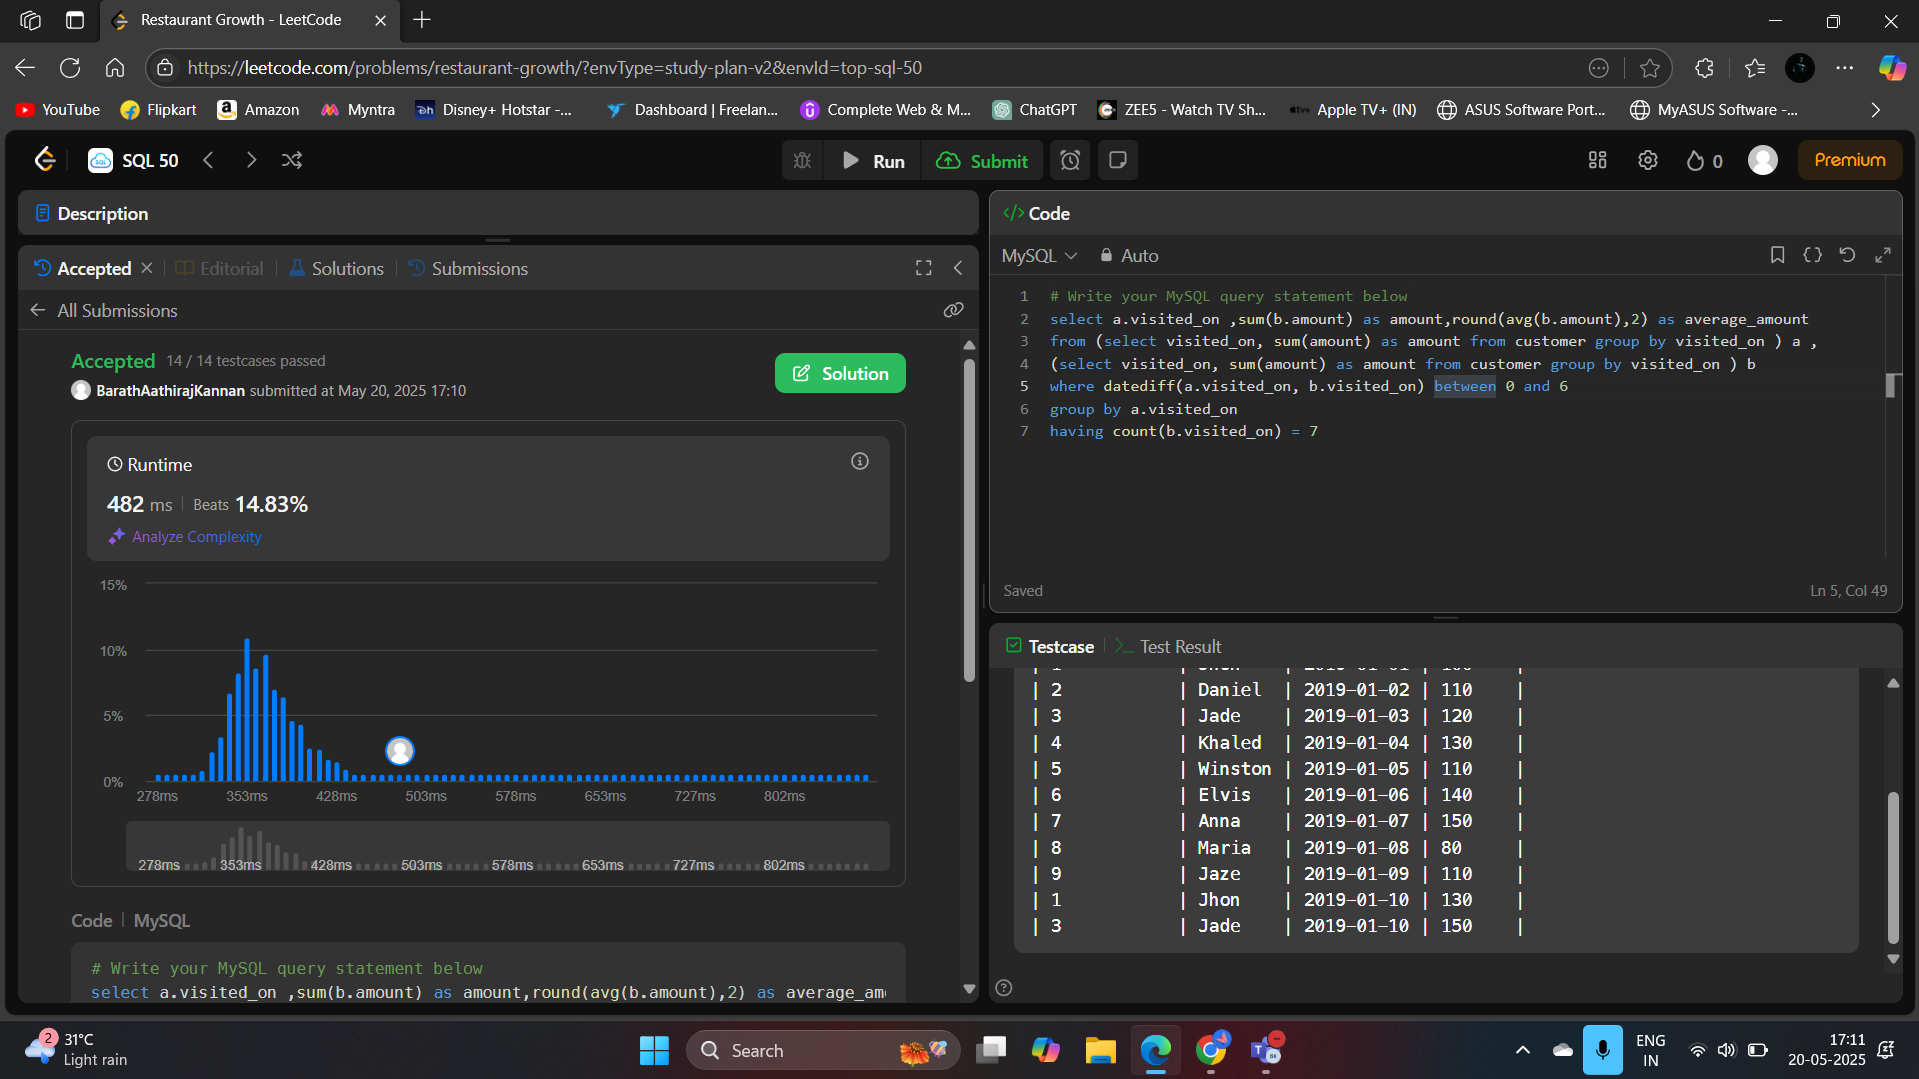 Restaurant Growth - LeetCode
https://leetcode.com/problems/restaurant-growth/?envType=study-plan-v2&envId=top-sql-50
YouTube Flipkart Amazon Myntra Disney+ Hotstar -... Dashboard | Freelan... Complete Web & M... ChatGPT ZEE5 - Watch TV Sh... Apple TV+ (IN) ASUS Software Port... MyASUS Software -...
SQL 50 Run Submit 0 Premium
Description
Accepted Editorial Solutions Submissions
All Submissions
Accepted 14 / 14 testcases passed
BarathAathirajKannan submitted at May 20, 2025 17:10
Solution
Runtime
482 ms Beats 14.83%
Analyze Complexity
15%
10%
5%
0%
278ms 353ms 428ms 503ms 578ms 653ms 727ms 802ms
278ms 353ms 428ms 503ms 578ms 653ms 727ms 802ms
Code MySQL
# Write your MySQL query statement below
select a.visited_on ,sum(b.amount) as amount,round(avg(b.amount),2) as average_am
</> Code
MySQL Auto
1 # Write your MySQL query statement below
2 select a.visited_on ,sum(b.amount) as amount,round(avg(b.amount),2) as average_amount
3 from (select visited_on, sum(amount) as amount from customer group by visited_on ) a ,
4 (select visited_on, sum(amount) as amount from customer group by visited_on ) b
5 where datediff(a.visited_on, b.visited_on) between 0 and 6
6 group by a.visited_on
7 having count(b.visited_on) = 7
Saved Ln 5, Col 49
Testcase Test Result
| 2 | Daniel | 2019-01-02 | 110 |
| 3 | Jade | 2019-01-03 | 120 |
| 4 | Khaled | 2019-01-04 | 130 |
| 5 | Winston | 2019-01-05 | 110 |
| 6 | Elvis | 2019-01-06 | 140 |
| 7 | Anna | 2019-01-07 | 150 |
| 8 | Maria | 2019-01-08 | 80 |
| 9 | Jaze | 2019-01-09 | 110 |
| 1 | Jhon | 2019-01-10 | 130 |
| 3 | Jade | 2019-01-10 | 150 |
2 31°C
Light rain
Search
ENG
IN
17:11
20-05-2025